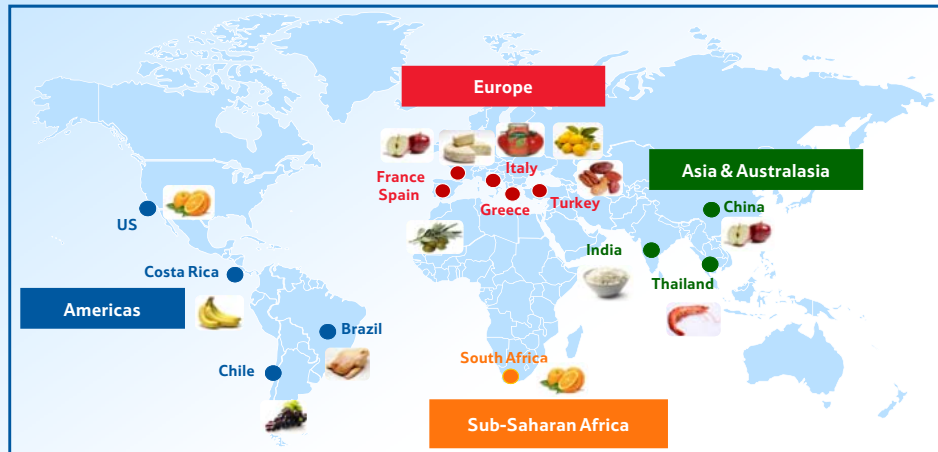 Europe
Italy
France
Spain
Greece
Turkey
Asia & Australasia
China
US
India
Thailand
Costa Rica
Americas
Brazil
Chile
South Africa
Sub-Saharan Africa